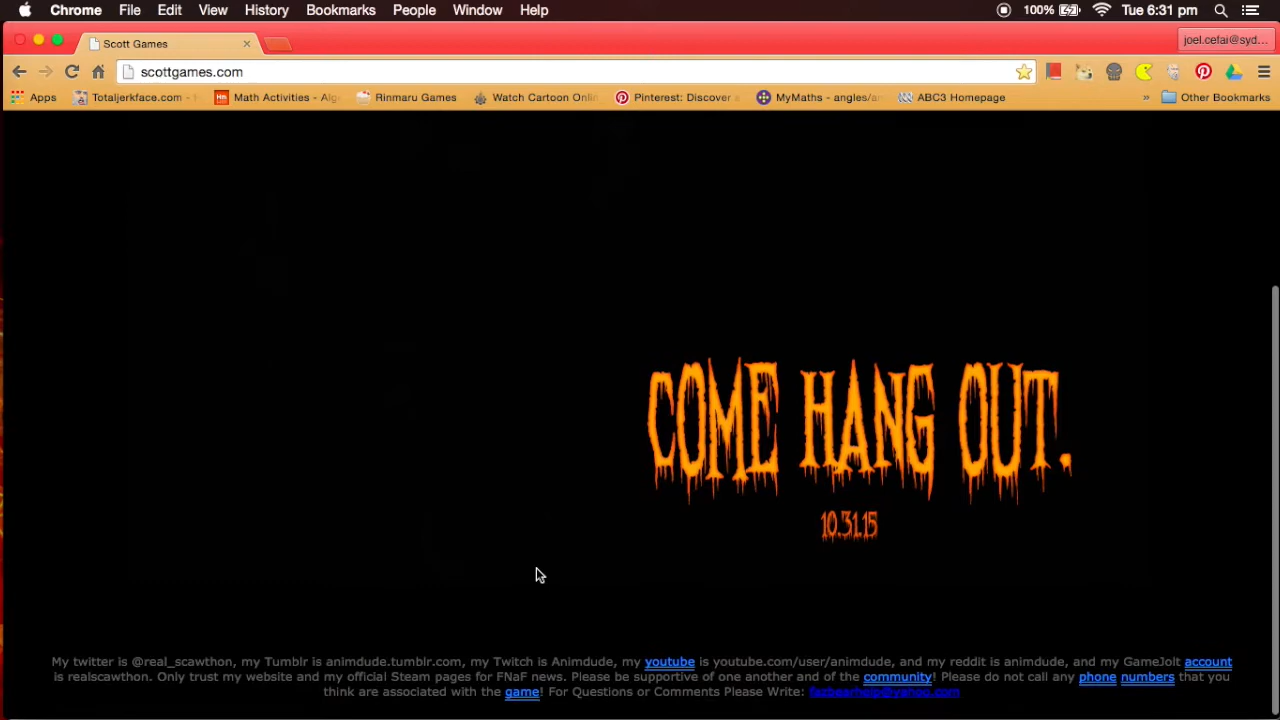 Chrome File Edit View History Bookmarks People Window Help 100% Tue 6:31 pm
Scott Games joel.cefai@syd...
scottgames.com
Apps Totaljerkface.com - Math Activities - Alg Rinmaru Games Watch Cartoon Onli Pinterest: Discover MyMaths - angles/a ABC3 Homepage » Other Bookmarks
COME HANG OUT.
10.31.15
My twitter is @real_scawthon, my Tumblr is animdude.tumblr.com, my Twitch is Animdude, my youtube is youtube.com/user/animdude, and my reddit is animdude, and my GameJolt account
is realscawthon. Only trust my website and my official Steam pages for FNaF news. Please be supportive of one another and of the community! Please do not call any phone numbers that you
think are associated with the game! For Questions or Comments Please Write: fazbearhelp@yahoo.com